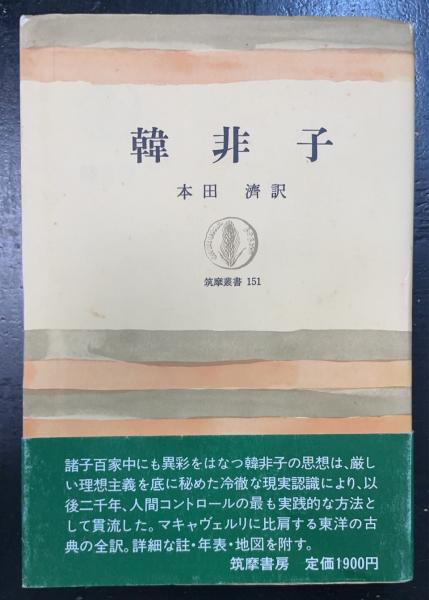 韓非子
本田 濟訳
筑摩叢書 151
諸子百家中にも異彩をはなつ韓非子の思想は、厳し
い理想主義を底に秘めた冷徹な現実認識により、以
後二千年、人間コントロールの最も実践的な方法と
して貫流した。マキャヴェルリに比肩する東洋の古
典の全訳。詳細な註・年表・地図を附す。
筑摩書房 定価1900円